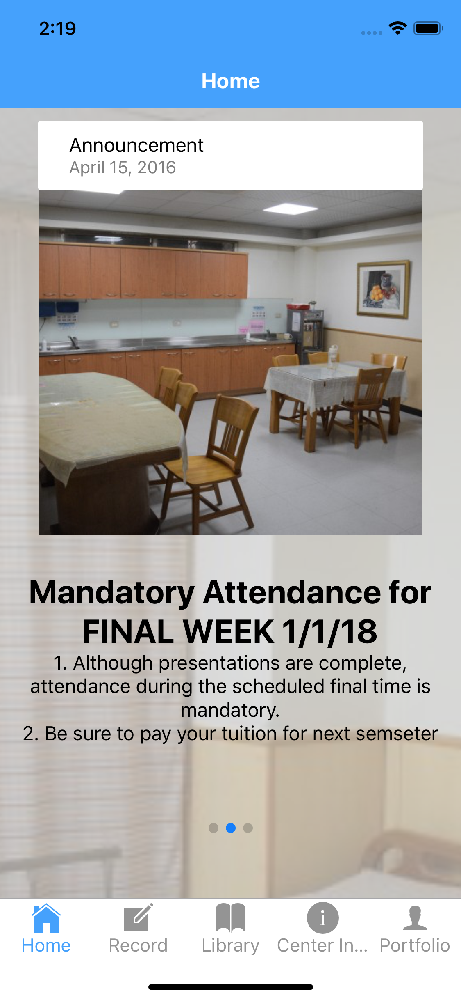 2:19
Home
Announcement
April 15, 2016
Mandatory Attendance for
FINAL WEEK 1/1/18
1. Although presentations are complete,
attendance during the scheduled final time is
mandatory.
2. Be sure to pay your tuition for next semseter
Home
Record
Library
Center In...
Portfolio